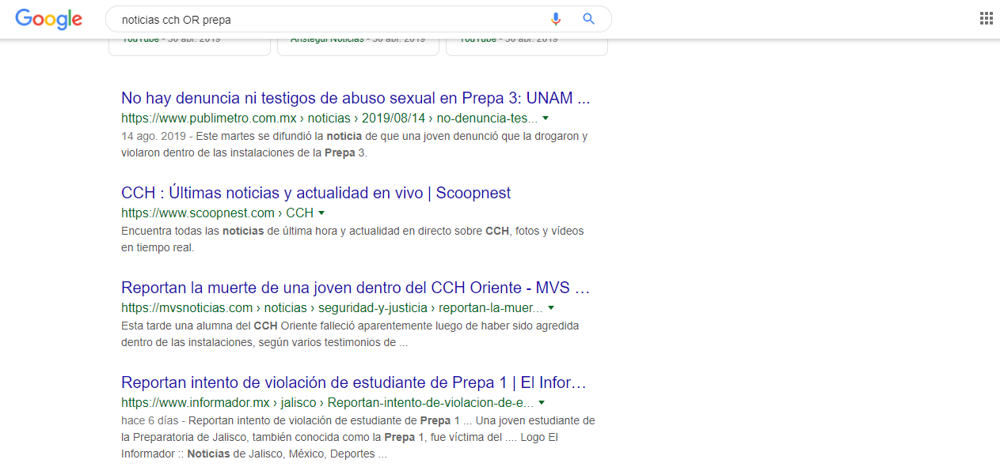 Google
noticias cch OR prepa
YouTube - 30 abr. 2019
Aristegui Noticias - 30 abr. 2019
YouTube - 30 abr. 2019
No hay denuncia ni testigos de abuso sexual en Prepa 3: UNAM ...
https://www.publimetro.com.mx › noticias › 2019/08/14 › no-denuncia-tes...
14 ago. 2019 - Este martes se difundió la noticia de que una joven denunció que la drogaron y
violaron dentro de las instalaciones de la Prepa 3.
CCH : Últimas noticias y actualidad en vivo | Scoopnest
https://www.scoopnest.com › CCH
Encuentra todas las noticias de última hora y actualidad en directo sobre CCH, fotos y vídeos
en tiempo real.
Reportan la muerte de una joven dentro del CCH Oriente - MVS ...
https://mvsnoticias.com › noticias › seguridad-y-justicia › reportan-la-muer...
Esta tarde una alumna del CCH Oriente falleció aparentemente luego de haber sido agredida
dentro de las instalaciones, según varios testimonios de ...
Reportan intento de violación de estudiante de Prepa 1 | El Infor...
https://www.informador.mx › jalisco › Reportan-intento-de-violacion-de-e...
hace 6 días - Reportan intento de violación de estudiante de Prepa 1 ... Una joven estudiante de
la Preparatoria de Jalisco, también conocida como la Prepa 1, fue víctima del .... Logo El
Informador :: Noticias de Jalisco, México, Deportes ...